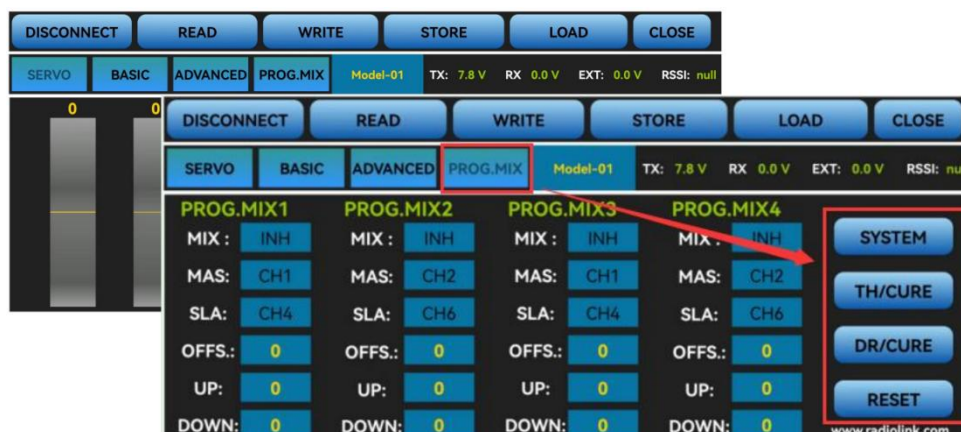 DISCONNECT READ WRITE STORE LOAD CLOSE
SERVO BASIC ADVANCED PROG.MIX Model-01 TX: 7.8 V RX 0.0 V EXT: 0.0 V RSSI: null
0 0
DISCONNECT READ WRITE STORE LOAD CLOSE
SERVO BASIC ADVANCED PROG.MIX Model-01 TX: 7.8 V RX 0.0 V EXT: 0.0 V RSSI: nu
PROG.MIX1 PROG.MIX2 PROG.MIX3 PROG.MIX4
MIX : INH MIX : INH MIX : INH MIX : INH SYSTEM
MAS: CH1 MAS: CH2 MAS: CH1 MAS: CH2 TH/CURE
SLA: CH4 SLA: CH6 SLA: CH4 SLA: CH6
OFFS.: 0 OFFS.: 0 OFFS.: 0 OFFS.: 0 DR/CURE
UP: 0 UP: 0 UP: 0 UP: 0 RESET
DOWN: 0 DOWN: 0 DOWN: 0 DOWN: 0 www.radiolink.com